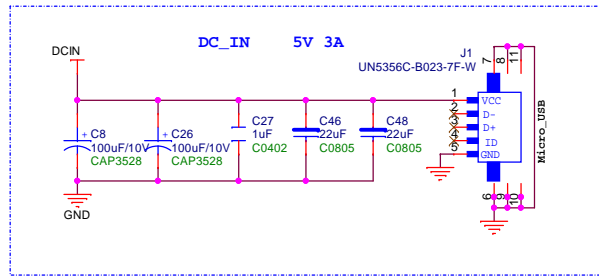 DC_IN 5V 3A
DCIN
J1
UN5356C-B023-7F-W
7
8
11
1 VCC
2 D-
3 D+
4 ID
5 GND
Micro_USB
6
9
10
C8
100uF/10V
CAP3528
C26
100uF/10V
CAP3528
C27
1uF
C0402
C46
22uF
C0805
C48
22uF
C0805
+
+
GND